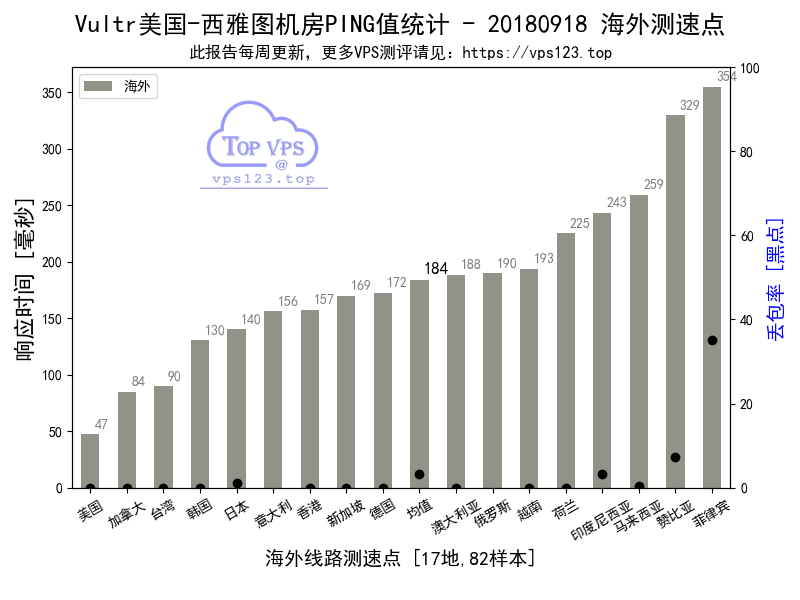 Vultr美国-西雅图机房PING值统计 - 20180918 海外测速点
此报告每周更新，更多VPS测评请见：https://vps123.top
海外
TOP VPS
@
vps123.top
响应时间 [毫秒]
350
300
250
200
150
100
50
0
47
84
90
130
140
156
157
169
172
184
188
190
193
225
243
259
329
354
100
80
60
40
20
0
丢包率 [黑点]
美国
加拿大
台湾
韩国
日本
意大利
香港
新加坡
德国
均值
澳大利亚
俄罗斯
越南
荷兰
印度尼西亚
马来西亚
赞比亚
菲律宾
海外线路测速点 [17地,82样本]